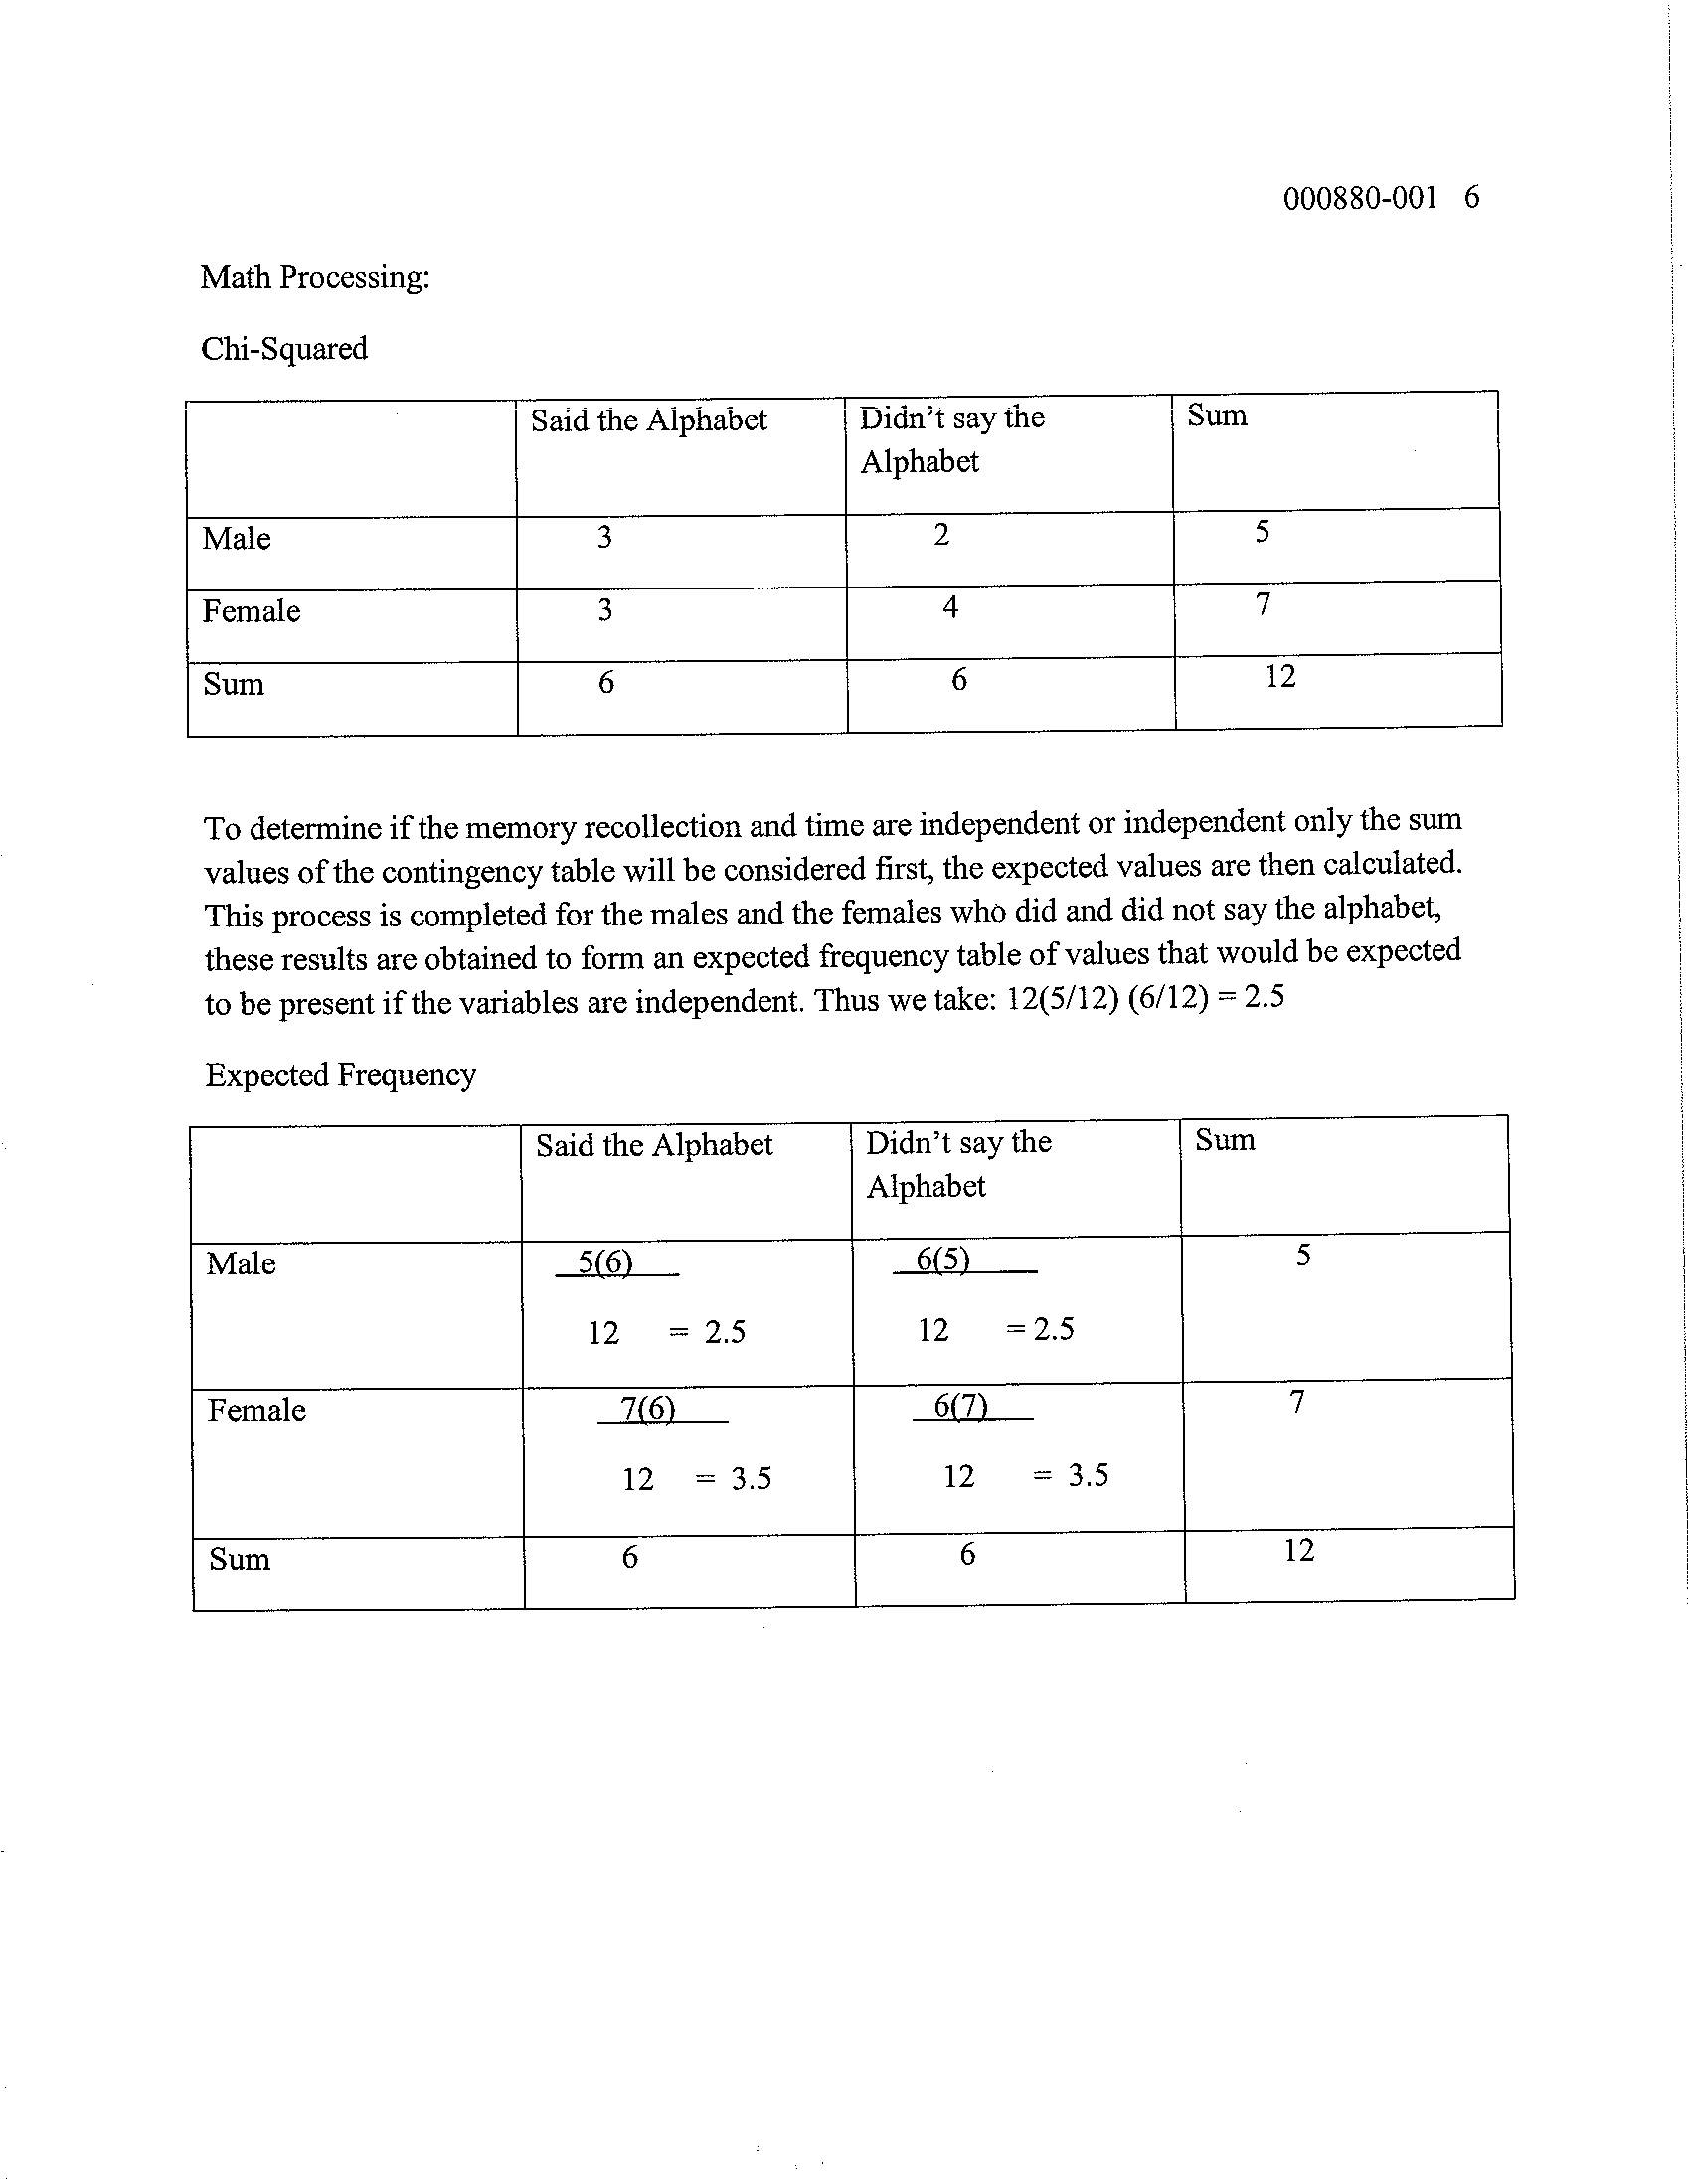 000880-001 6
Math Processing:
Chi-Squared
Said the Alphabet Didn't say the Sum
Alphabet
Male 3 2 5
Female 3 4 7
Sum 6 6 12
To determine if the memory recollection and time are independent or independent only the sum
values of the contingency table will be considered first, the expected values are then calculated.
This process is completed for the males and the females who did and did not say the alphabet,
these results are obtained to form an expected frequency table of values that would be expected
to be present if the variables are independent. Thus we take: 12(5/12) (6/12) = 2.5
Expected Frequency
Said the Alphabet Didn't say the Sum
Alphabet
Male 5(6) 6(5) 5
12 = 2.5 12 = 2.5
Female 7(6) 6(7) 7
12 = 3.5 12 = 3.5
Sum 6 6 12